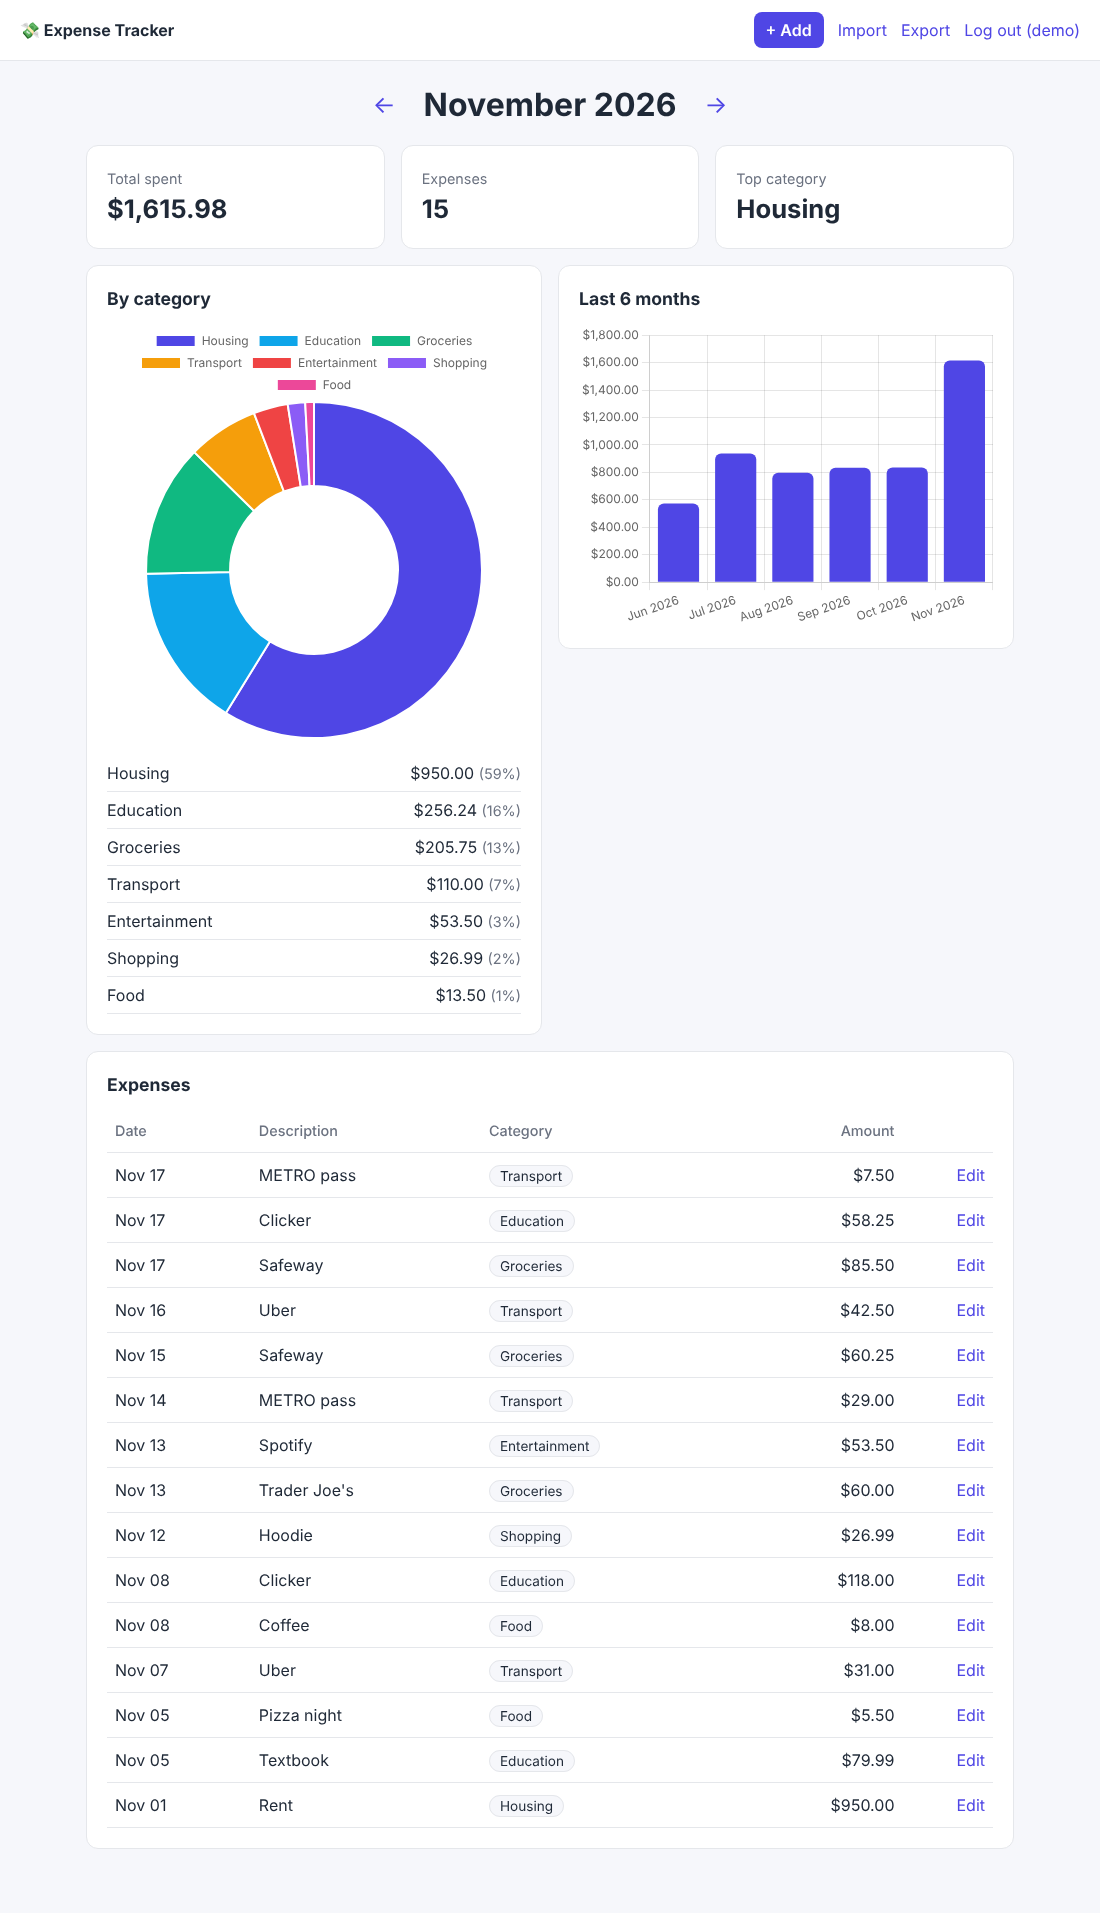 💸 Expense Tracker
+ Add Import Export Log out (demo)
← November 2026 →
Total spent
$1,615.98
Expenses
15
Top category
Housing
By category
Housing Education Groceries
Transport Entertainment Shopping
Food
Housing $950.00 (59%)
Education $256.24 (16%)
Groceries $205.75 (13%)
Transport $110.00 (7%)
Entertainment $53.50 (3%)
Shopping $26.99 (2%)
Food $13.50 (1%)
Last 6 months
$1,800.00
$1,600.00
$1,400.00
$1,200.00
$1,000.00
$800.00
$600.00
$400.00
$200.00
$0.00
Jun 2026 Jul 2026 Aug 2026 Sep 2026 Oct 2026 Nov 2026
Expenses
Date Description Category Amount
Nov 17 METRO pass Transport $7.50 Edit
Nov 17 Clicker Education $58.25 Edit
Nov 17 Safeway Groceries $85.50 Edit
Nov 16 Uber Transport $42.50 Edit
Nov 15 Safeway Groceries $60.25 Edit
Nov 14 METRO pass Transport $29.00 Edit
Nov 13 Spotify Entertainment $53.50 Edit
Nov 13 Trader Joe's Groceries $60.00 Edit
Nov 12 Hoodie Shopping $26.99 Edit
Nov 08 Clicker Education $118.00 Edit
Nov 08 Coffee Food $8.00 Edit
Nov 07 Uber Transport $31.00 Edit
Nov 05 Pizza night Food $5.50 Edit
Nov 05 Textbook Education $79.99 Edit
Nov 01 Rent Housing $950.00 Edit